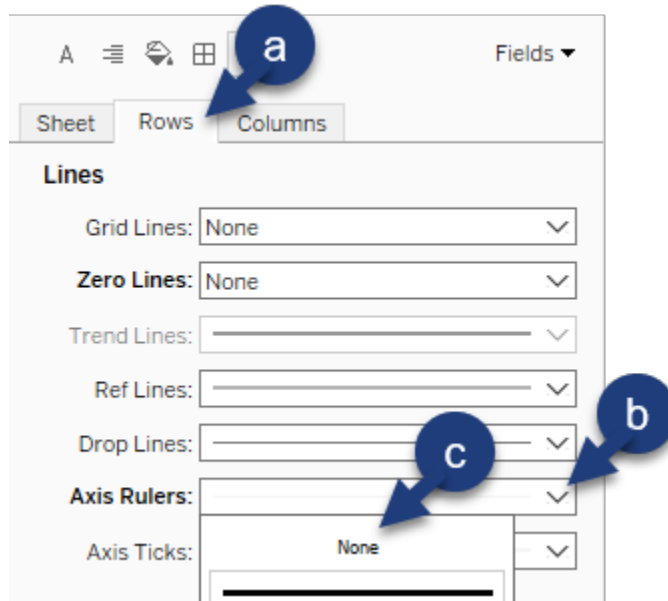 A a Fields
Sheet Rows Columns
Lines
Grid Lines: None
Zero Lines: None
Trend Lines:
Ref Lines:
Drop Lines:
b
c
Axis Rulers:
Axis Ticks: None